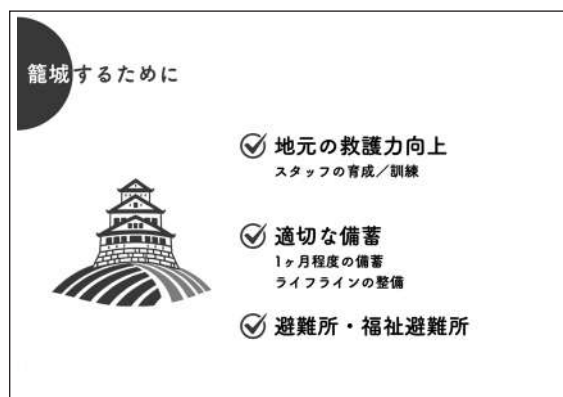 籠城するために
地元の救護力向上
スタッフの育成／訓練
適切な備蓄
1ヶ月程度の備蓄
ライフラインの整備
避難所・福祉避難所